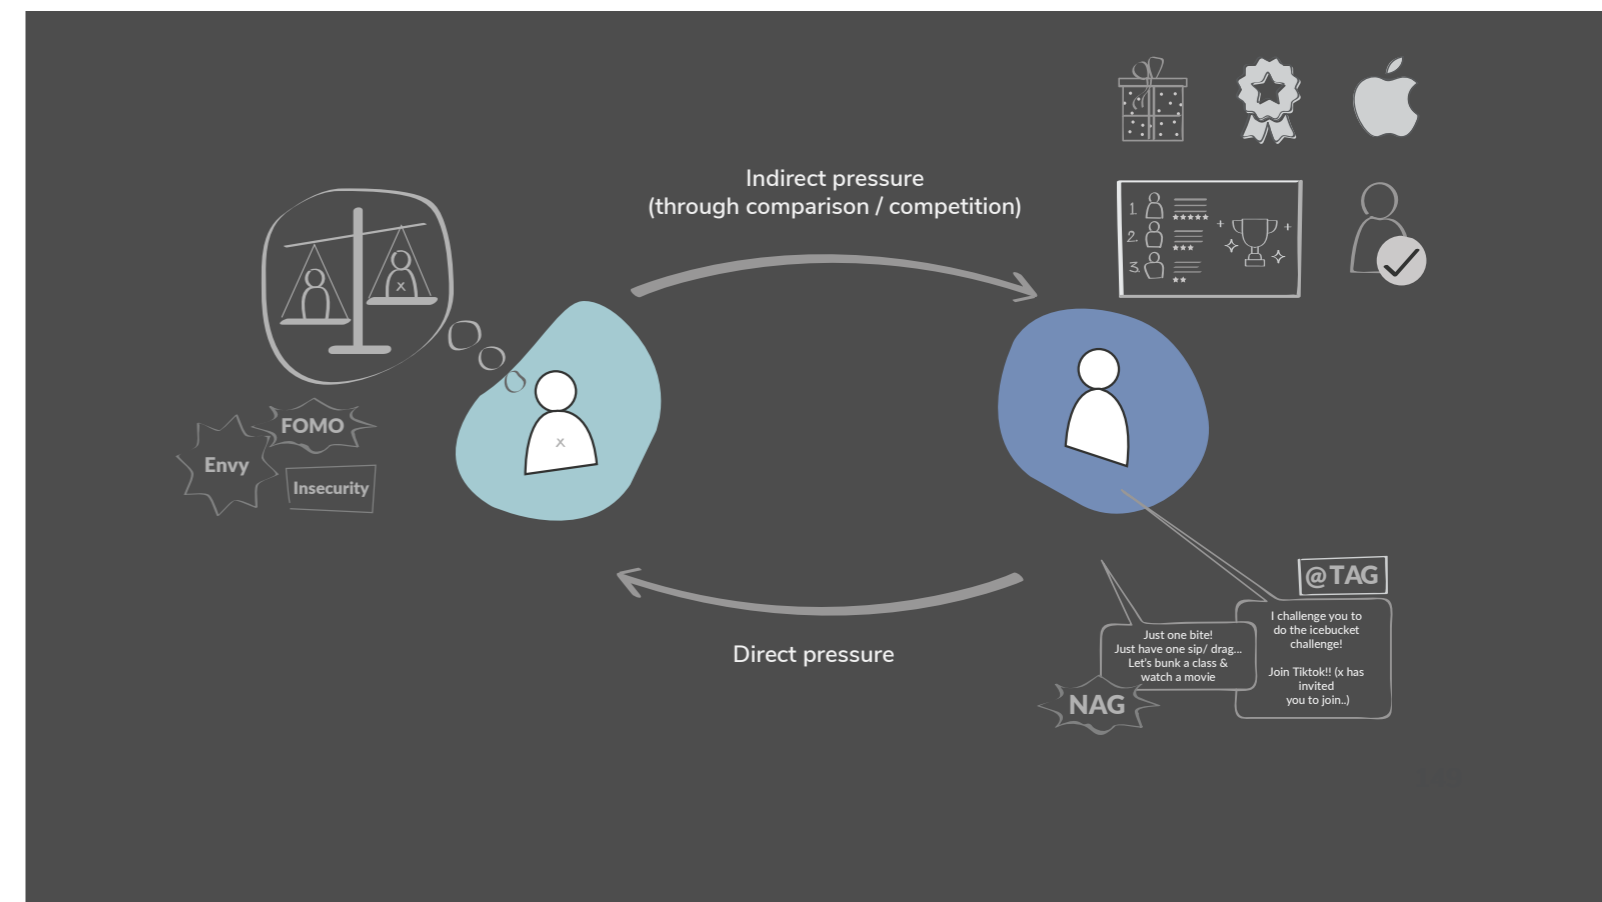 Indirect pressure
(through comparison / competition)
1.
2.
3.
x
FOMO
Envy
Insecurity
x
Direct pressure
@TAG
I challenge you to
do the icebucket
challenge!
Join Tiktok!! (x has
invited
you to join..)
Just one bite!
Just have one sip/ drag...
Let's bunk a class &
watch a movie
NAG